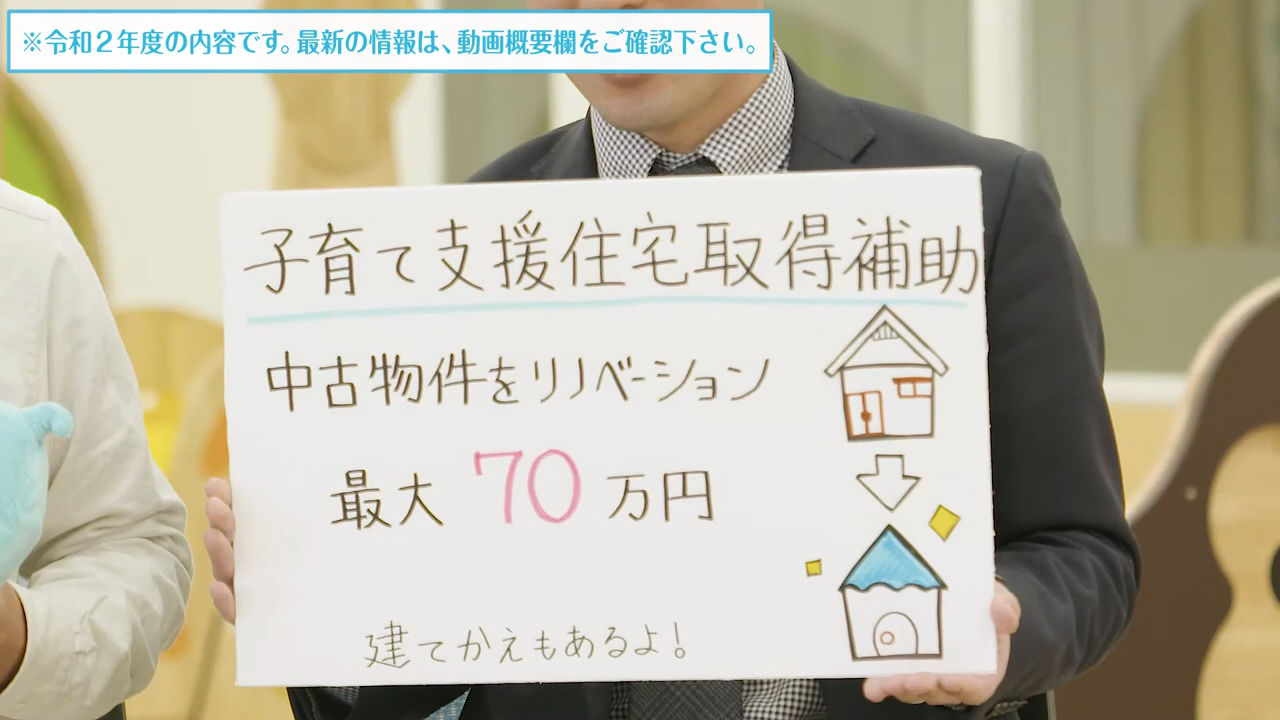 ※令和２年度の内容です。最新の情報は、動画概要欄をご確認下さい。
子育て支援住宅取得補助
中古物件をリノベーション
最大 70 万円
建てかえもあるよ！